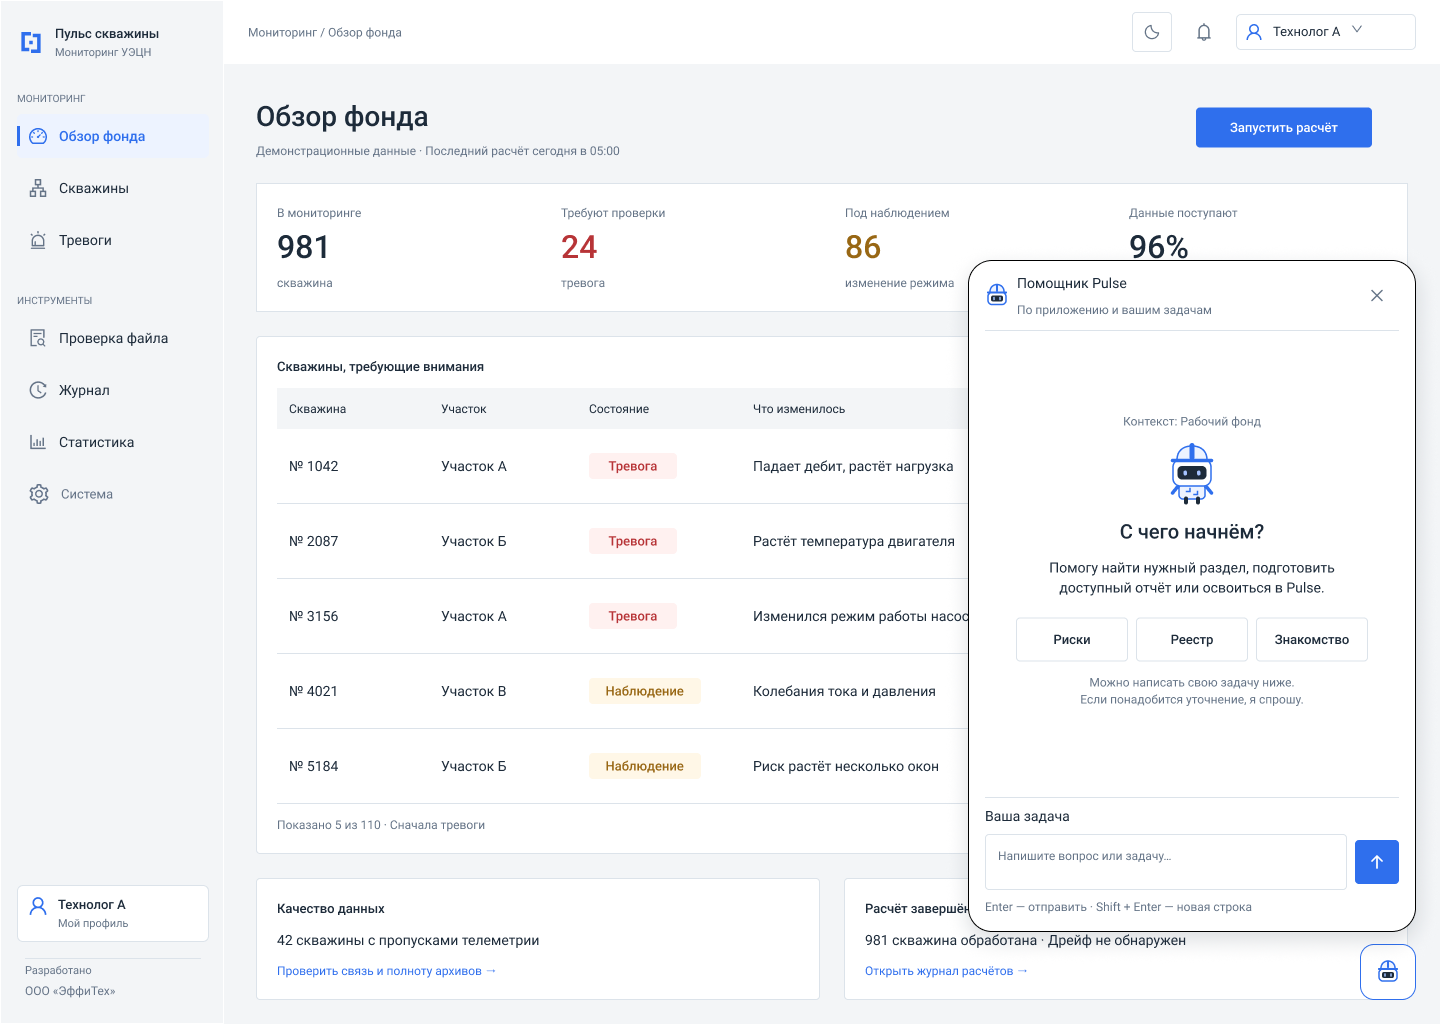 Пульс скважины
Мониторинг УЭЦН
МОНИТОРИНГ
Обзор фонда
Скважины
Тревоги
ИНСТРУМЕНТЫ
Проверка файла
Журнал
Статистика
Система
Технолог А
Мой профиль
Разработано
ООО «ЭффиТех»
Мониторинг / Обзор фонда
Технолог А
Обзор фонда
Демонстрационные данные · Последний расчёт сегодня в 05:00
Запустить расчёт
В мониторинге
981
скважина
Требуют проверки
24
тревога
Под наблюдением
86
изменение режима
Данные поступают
96%
Скважины, требующие внимания
Скважина Участок Состояние Что изменилось
№ 1042 Участок А Тревога Падает дебит, растёт нагрузка
№ 2087 Участок Б Тревога Растёт температура двигателя
№ 3156 Участок А Тревога Изменился режим работы насос
№ 4021 Участок В Наблюдение Колебания тока и давления
№ 5184 Участок Б Наблюдение Риск растёт несколько окон
Показано 5 из 110 · Сначала тревоги
Качество данных
42 скважины с пропусками телеметрии
Проверить связь и полноту архивов →
Расчёт завершён
981 скважина обработана · Дрейф не обнаружен
Открыть журнал расчётов →
Помощник Pulse
По приложению и вашим задачам
Контекст: Рабочий фонд
С чего начнём?
Помогу найти нужный раздел, подготовить
доступный отчёт или освоиться в Pulse.
Риски
Реестр
Знакомство
Можно написать свою задачу ниже.
Если понадобится уточнение, я спрошу.
Ваша задача
Напишите вопрос или задачу…
Enter — отправить · Shift + Enter — новая строка